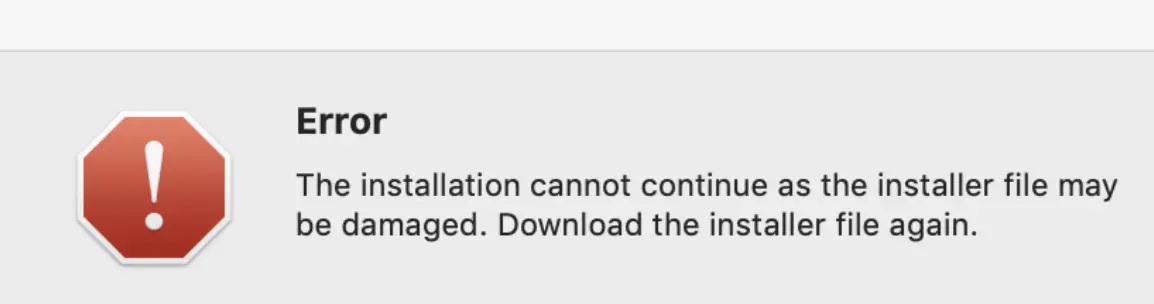 Error
The installation cannot continue as the installer file may
be damaged. Download the installer file again.